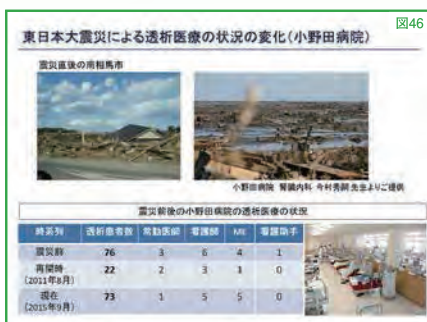 図46
東日本大震災による透析医療の状況の変化(小野田病院)
震災直後の南相馬市
小野田病院 腎臓内科 今村秀嗣 先生よりご提供
震災前後の小野田病院の透析医療の状況
時系列 透析患者数 常勤医師 看護師 ME 看護助手
震災前 76 3 6 4 1
再開時 22 2 3 1 0
(2011年8月)
現在 73 1 5 5 0
(2015年9月)